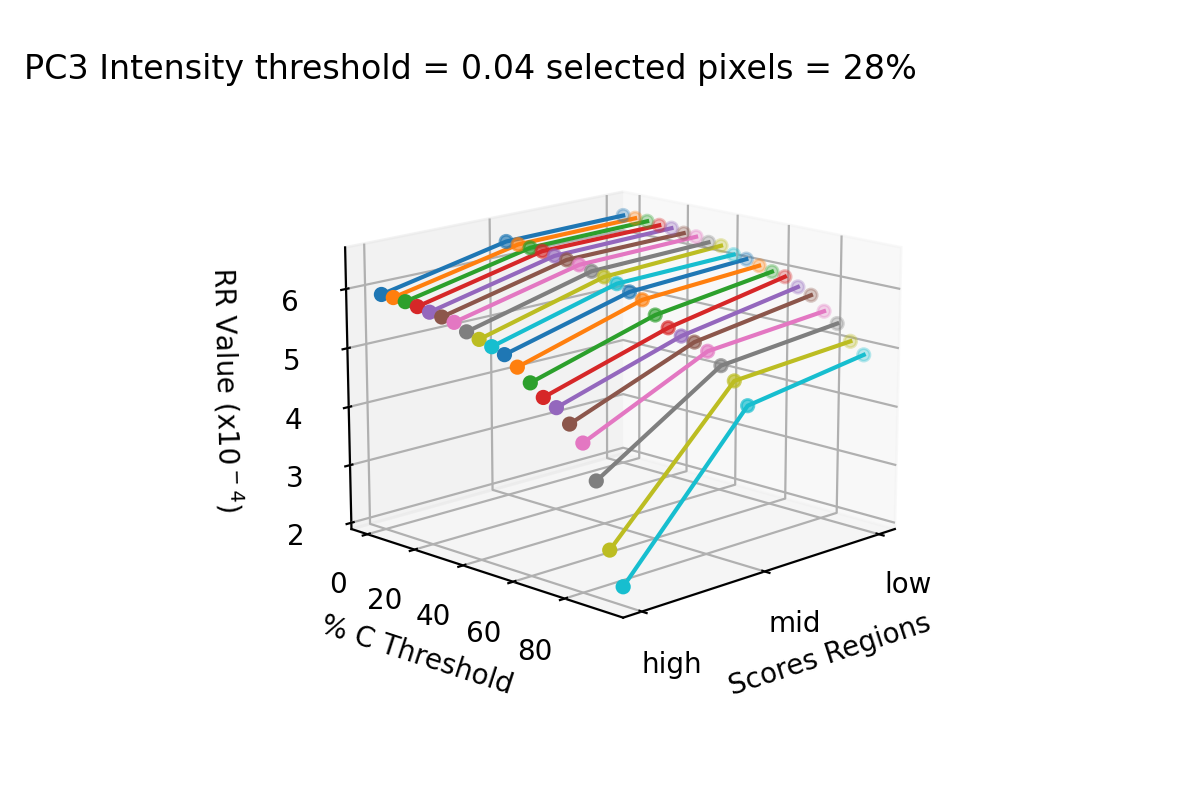 PC3 Intensity threshold = 0.04 selected pixels = 28%
RR Value (x10⁻⁴)
6
5
4
3
2
0
20
40
60
80
% C Threshold
high
mid
low
Scores Regions